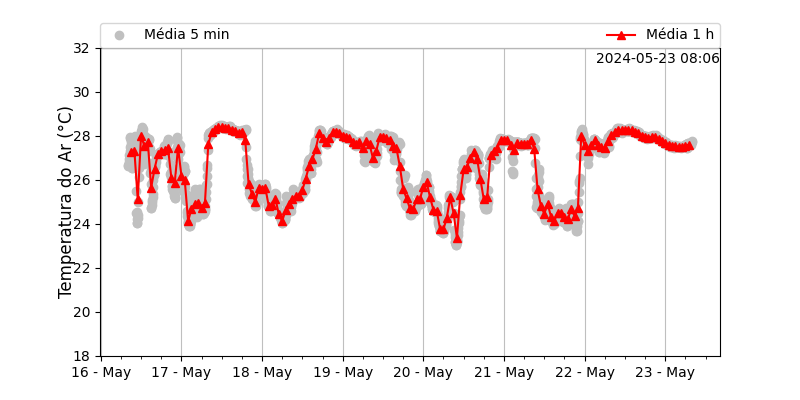 Média 5 min
Média 1 h
2024-05-23 08:06
Temperatura do Ar (°C)
32
30
28
26
24
22
20
18
16 - May
17 - May
18 - May
19 - May
20 - May
21 - May
22 - May
23 - May